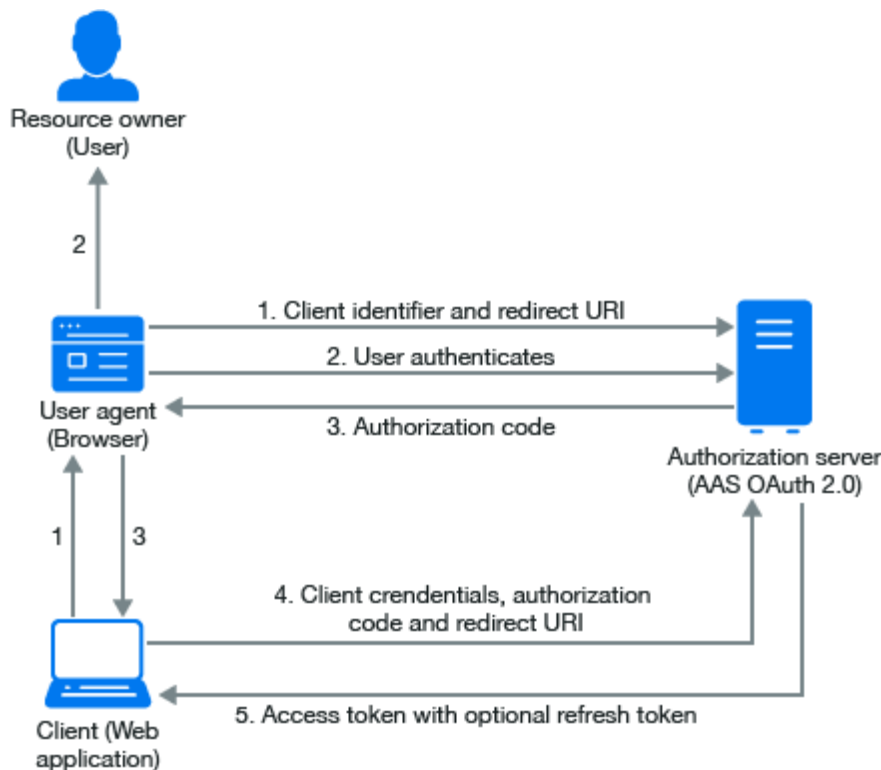 Resource owner
(User)
2
1. Client identifier and redirect URI
2. User authenticates
3. Authorization code
User agent
(Browser)
Authorization server
(AAS OAuth 2.0)
1
3
4. Client crendentials, authorization
code and redirect URI
5. Access token with optional refresh token
Client (Web
application)